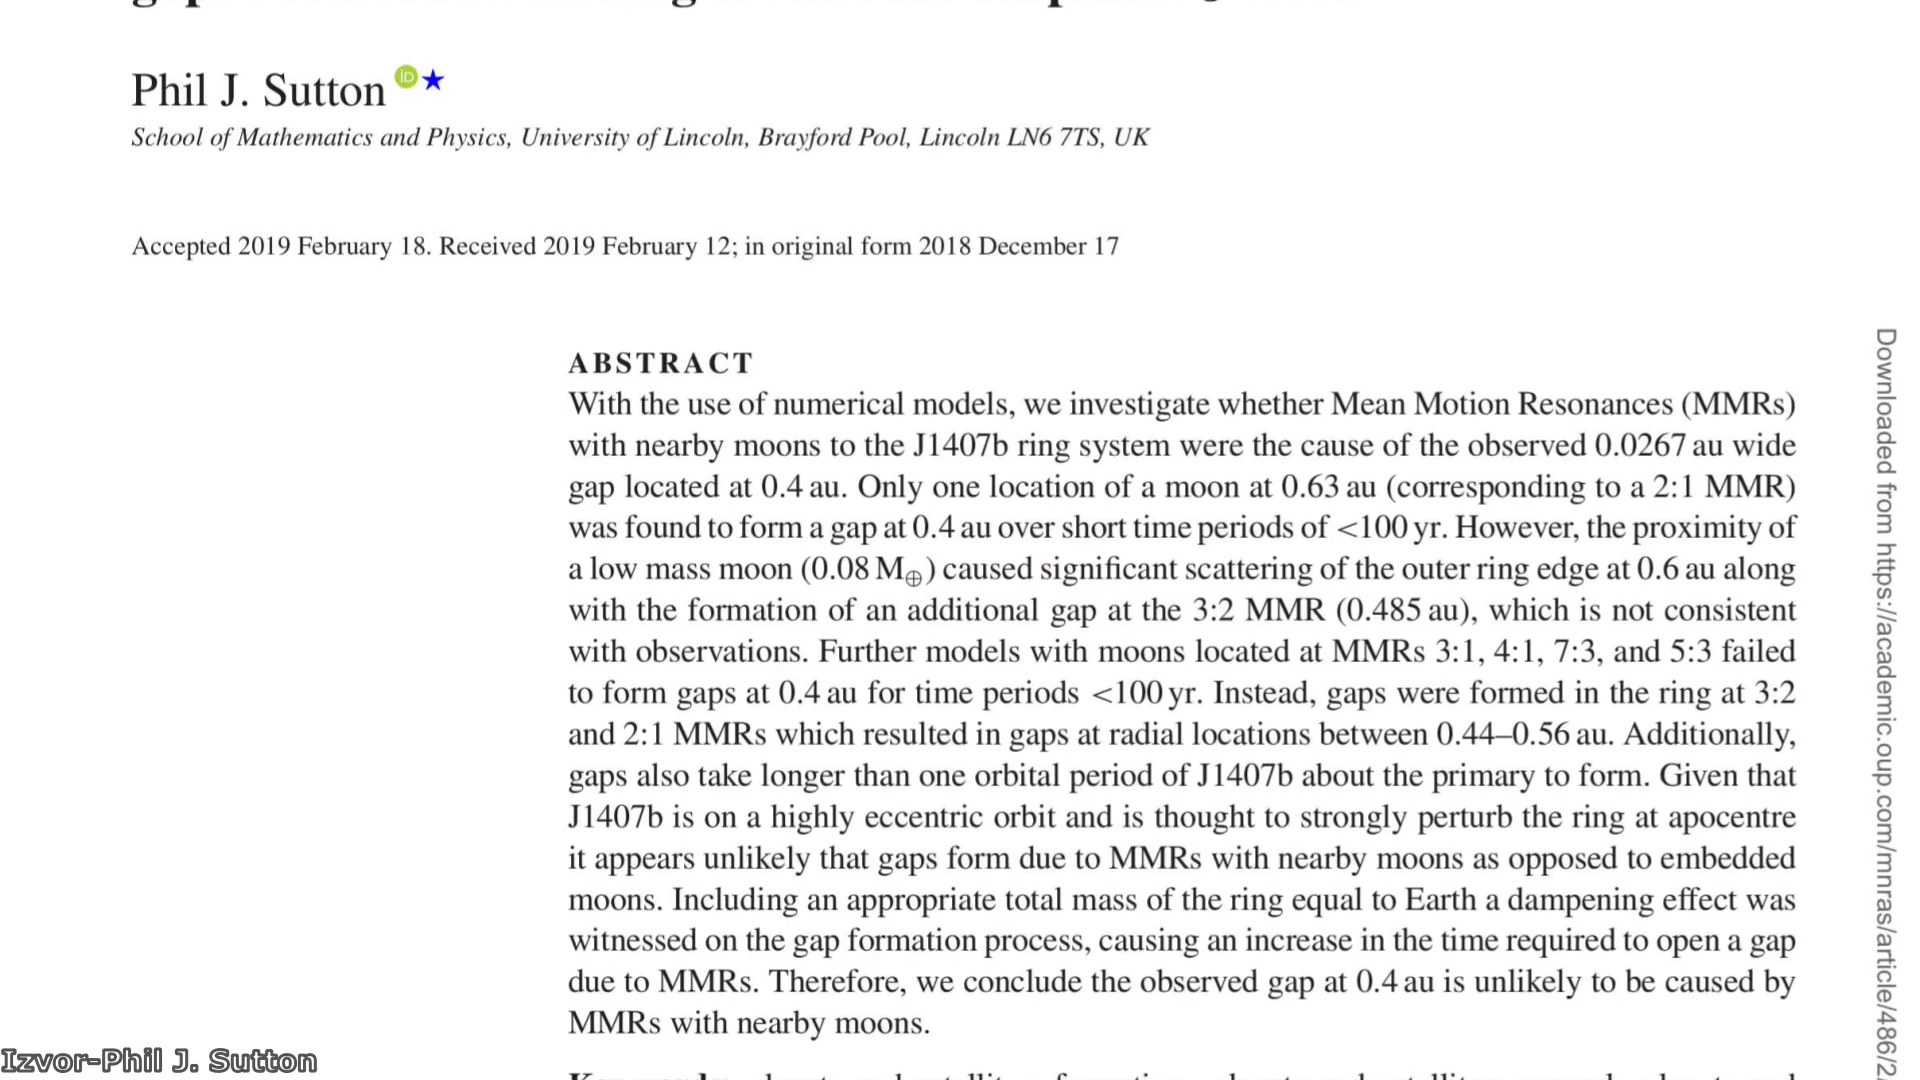 Phil J. Sutton
School of Mathematics and Physics, University of Lincoln, Brayford Pool, Lincoln LN6 7TS, UK
Accepted 2019 February 18. Received 2019 February 12; in original form 2018 December 17
ABSTRACT
With the use of numerical models, we investigate whether Mean Motion Resonances (MMRs)
with nearby moons to the J1407b ring system were the cause of the observed 0.0267 au wide
gap located at 0.4 au. Only one location of a moon at 0.63 au (corresponding to a 2:1 MMR)
was found to form a gap at 0.4 au over short time periods of <100 yr. However, the proximity of
a low mass moon (0.08 M⊕) caused significant scattering of the outer ring edge at 0.6 au along
with the formation of an additional gap at the 3:2 MMR (0.485 au), which is not consistent
with observations. Further models with moons located at MMRs 3:1, 4:1, 7:3, and 5:3 failed
to form gaps at 0.4 au for time periods <100 yr. Instead, gaps were formed in the ring at 3:2
and 2:1 MMRs which resulted in gaps at radial locations between 0.44–0.56 au. Additionally,
gaps also take longer than one orbital period of J1407b about the primary to form. Given that
J1407b is on a highly eccentric orbit and is thought to strongly perturb the ring at apocentre
it appears unlikely that gaps form due to MMRs with nearby moons as opposed to embedded
moons. Including an appropriate total mass of the ring equal to Earth a dampening effect was
witnessed on the gap formation process, causing an increase in the time required to open a gap
due to MMRs. Therefore, we conclude the observed gap at 0.4 au is unlikely to be caused by
MMRs with nearby moons.
Downloaded from https://academic.oup.com/mnras/article/486/2
Izvor-Phil J. Sutton